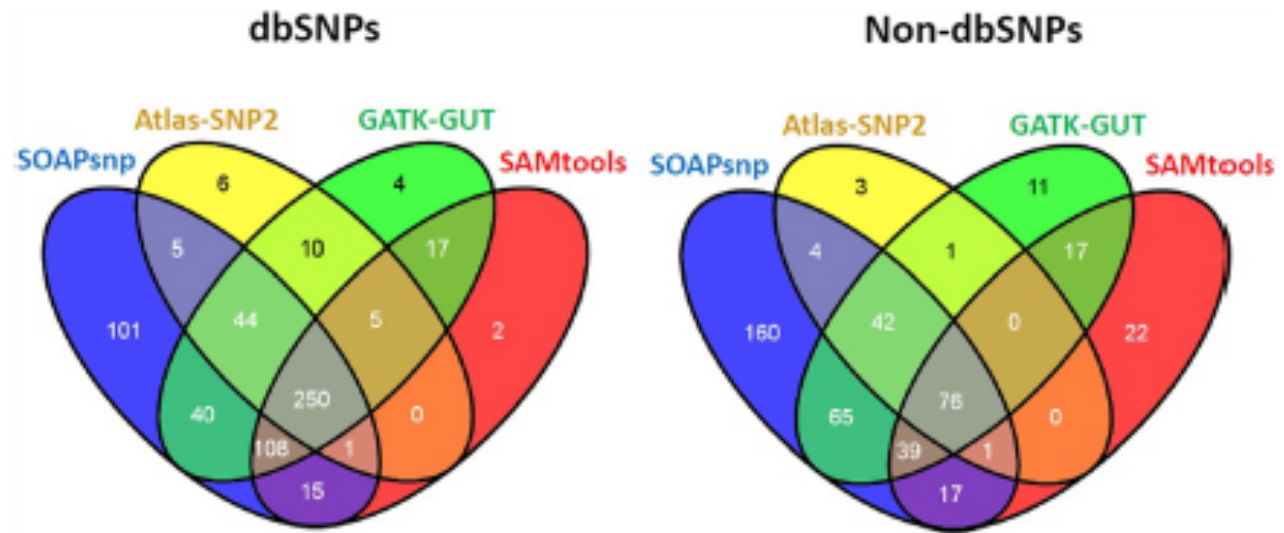 dbSNPs
Atlas-SNP2 GATK-GUT
SOAPsnp SAMtools
6 4
5 10 17
101 44 5 2
40 250 0
108 1
15
Non-dbSNPs
Atlas-SNP2 GATK-GUT
SOAPsnp SAMtools
3 11
4 1 17
160 42 0 22
65 76 0
39 1
17